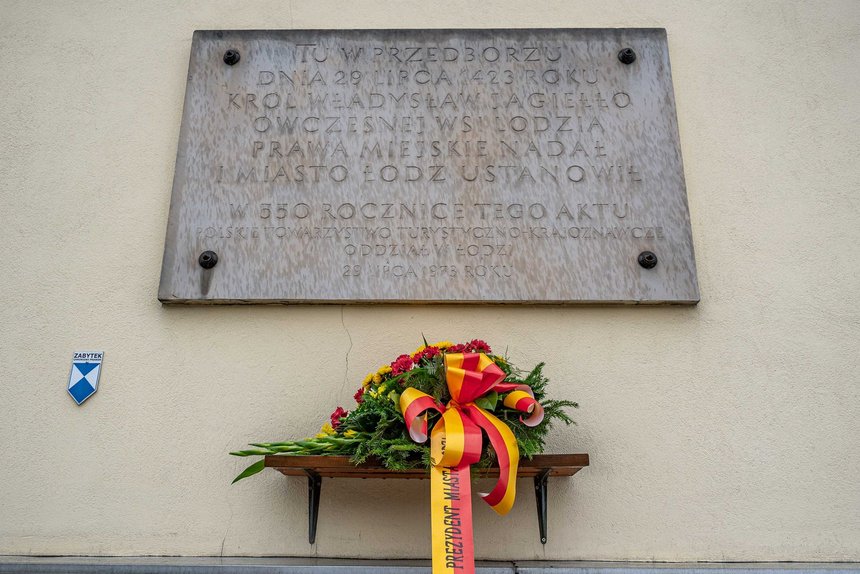 TU W PRZEDBORZU
DNIA 29 LIPCA 1423 ROKU
KRÓL WŁADYSŁAW JAGIEŁŁO
ÓWCZESNEJ WSI ŁODZIA
PRAWA MIEJSKIE NADAŁ
I MIASTO ŁÓDŹ USTANOWIŁ
W 550 ROCZNICĘ TEGO AKTU
POLSKIE TOWARZYSTWO TURYSTYCZNO-KRAJOZNAWCZE
ODDZIAŁ W ŁODZI
29 LIPCA 1973 ROKU
ZABYTEK
PREZYDENT MIASTA